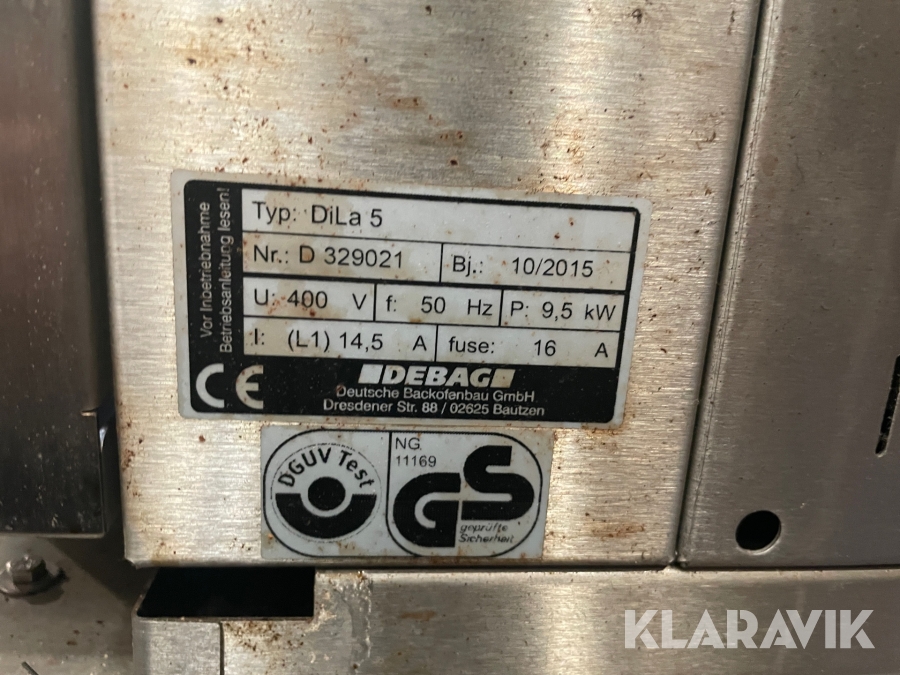 Vor Inbetriebnahme
Betriebsanleitung lesen!
Typ: DiLa 5
Nr.: D 329021 Bj.: 10/2015
U: 400 V f: 50 Hz P: 9,5 kW
I: (L1) 14,5 A fuse: 16 A
CE DEBAG
Deutsche Backofenbau GmbH
Dresdener Str. 88 / 02625 Bautzen
DGUV Test
NG
11169
GS
geprüfte
Sicherheit
KLARAVIK